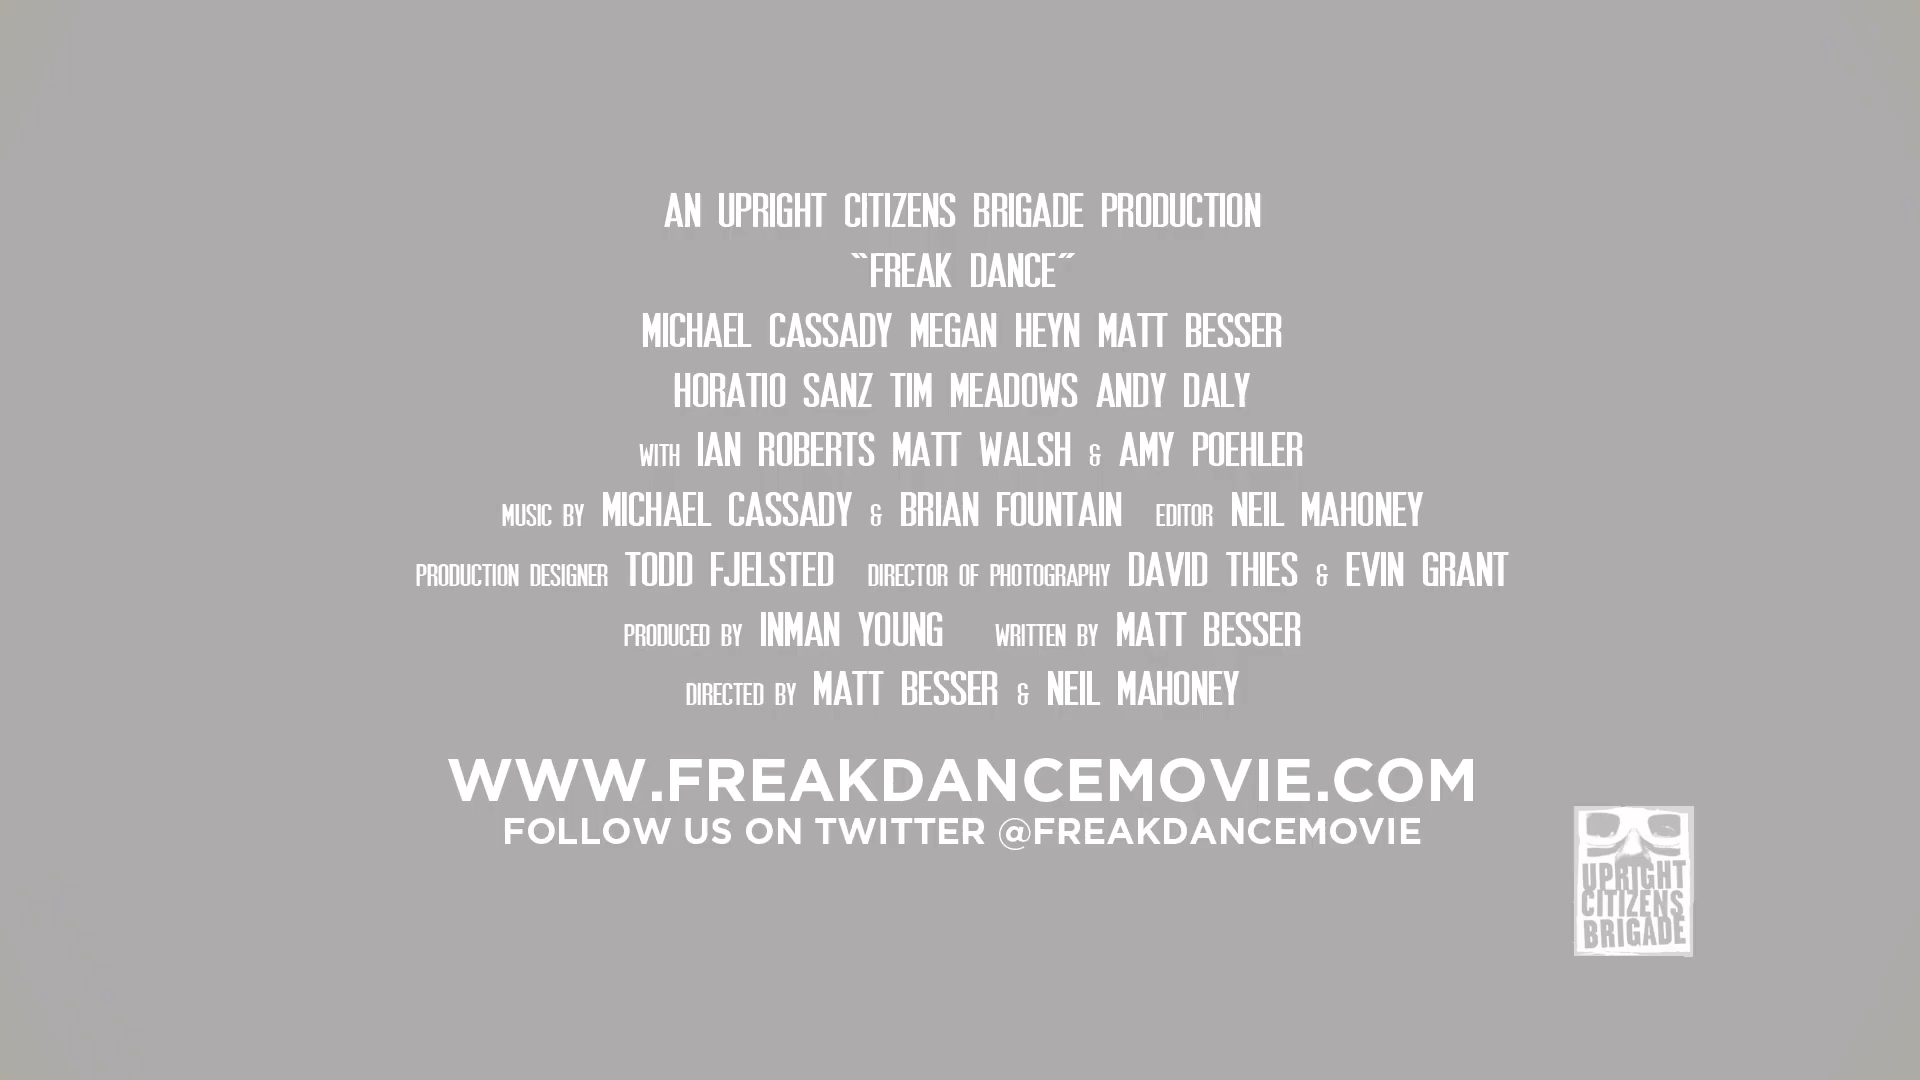 AN UPRIGHT CITIZENS BRIGADE PRODUCTION
"FREAK DANCE"
MICHAEL CASSADY MEGAN HEYN MATT BESSER
HORATIO SANZ TIM MEADOWS ANDY DALY
WITH IAN ROBERTS MATT WALSH & AMY POEHLER
MUSIC BY MICHAEL CASSADY & BRIAN FOUNTAIN EDITOR NEIL MAHONEY
PRODUCTION DESIGNER TODD FJELSTED DIRECTOR OF PHOTOGRAPHY DAVID THIES & EVIN GRANT
PRODUCED BY INMAN YOUNG WRITTEN BY MATT BESSER
DIRECTED BY MATT BESSER & NEIL MAHONEY
WWW.FREAKDANCEMOVIE.COM
FOLLOW US ON TWITTER @FREAKDANCEMOVIE
UPRIGHT
CITIZENS
BRIGADE